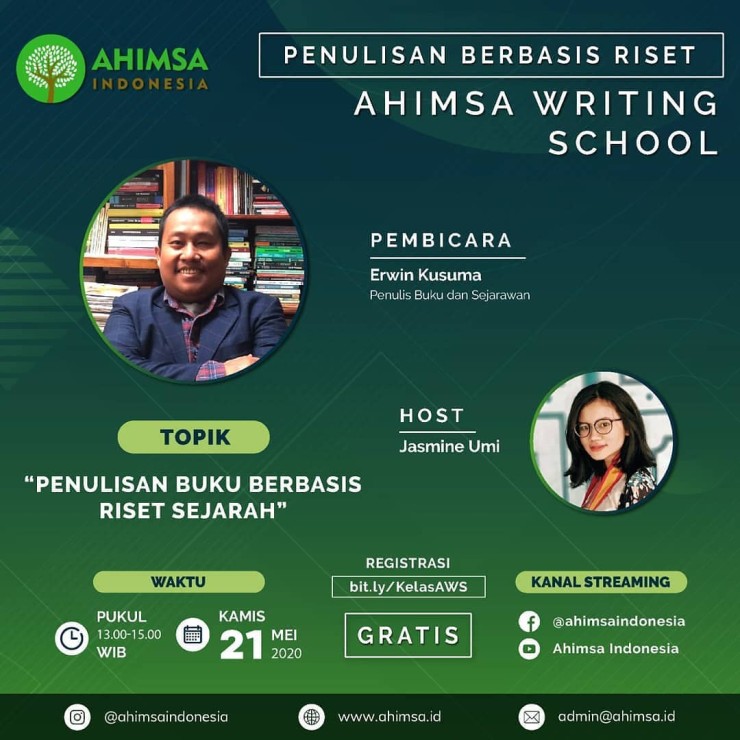 AHIMSA
INDONESIA
PENULISAN BERBASIS RISET
AHIMSA WRITING
SCHOOL
PEMBICARA
Erwin Kusuma
Penulis Buku dan Sejarawan
HOST
Jasmine Umi
TOPIK
“PENULISAN BUKU BERBASIS
RISET SEJARAH”
WAKTU
PUKUL
13.00-15.00
WIB
KAMIS
21 MEI
2020
REGISTRASI
bit.ly/KelasAWS
GRATIS
KANAL STREAMING
@ahimsaindonesia
Ahimsa Indonesia
@ahimsaindonesia
www.ahimsa.id
admin@ahimsa.id